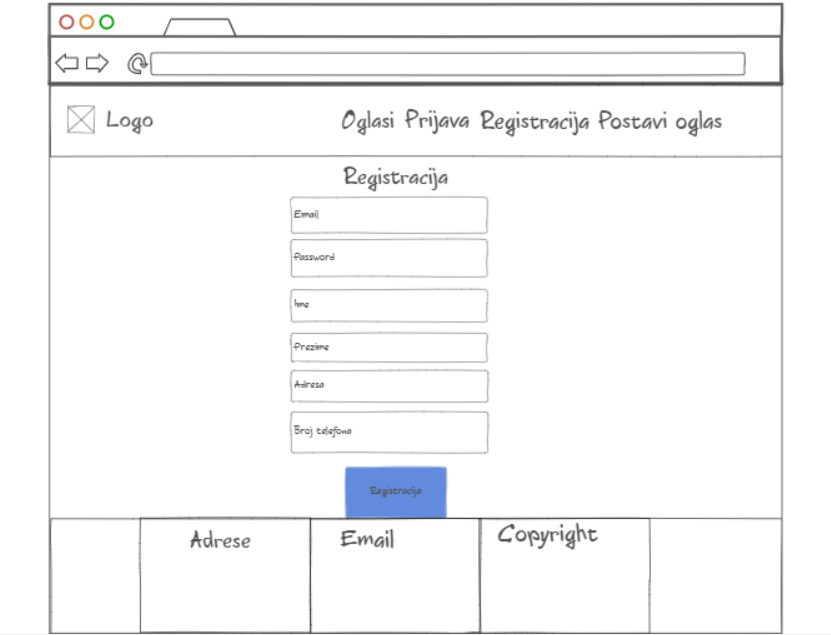 Logo
Oglasi Prijava Registracija Postavi oglas
Registracija
Email
Password
Ime
Prezime
Adresa
Broj telefona
Registracija
Adrese Email Copyright